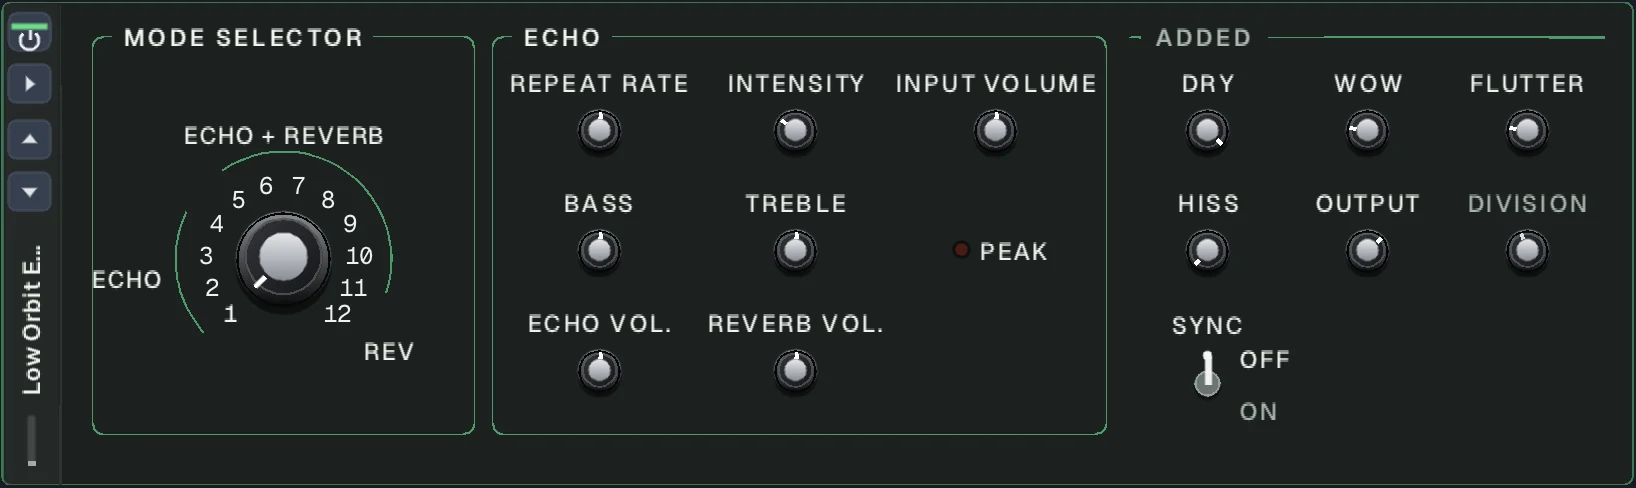 Low Orbit E...
MODE SELECTOR
ECHO + REVERB
1 2 3 4 5 6 7 8 9 10 11 12
ECHO
REV
ECHO
REPEAT RATE INTENSITY INPUT VOLUME
BASS TREBLE
PEAK
ECHO VOL. REVERB VOL.
ADDED
DRY WOW FLUTTER
HISS OUTPUT DIVISION
SYNC
OFF
ON